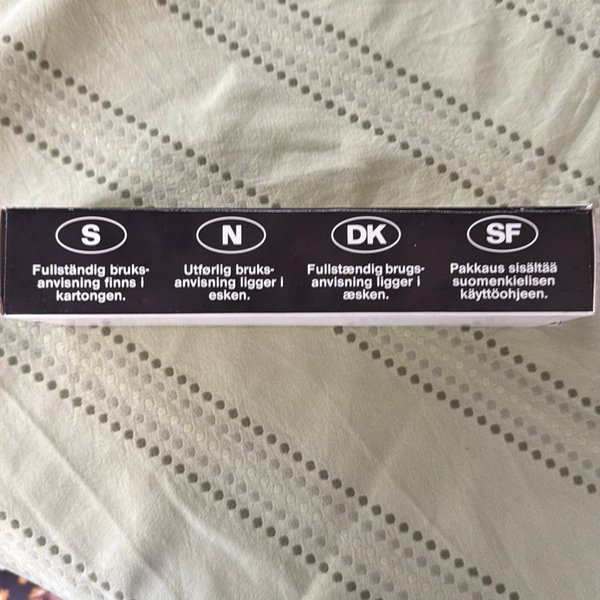 S
Fullständig bruks-
anvisning finns i
kartongen.
N
Utførlig bruks-
anvisning ligger i
esken.
DK
Fullstændig brugs-
anvisning ligger i
æsken.
SF
Pakkaus sisältää
suomenkielisen
käyttöohjeen.